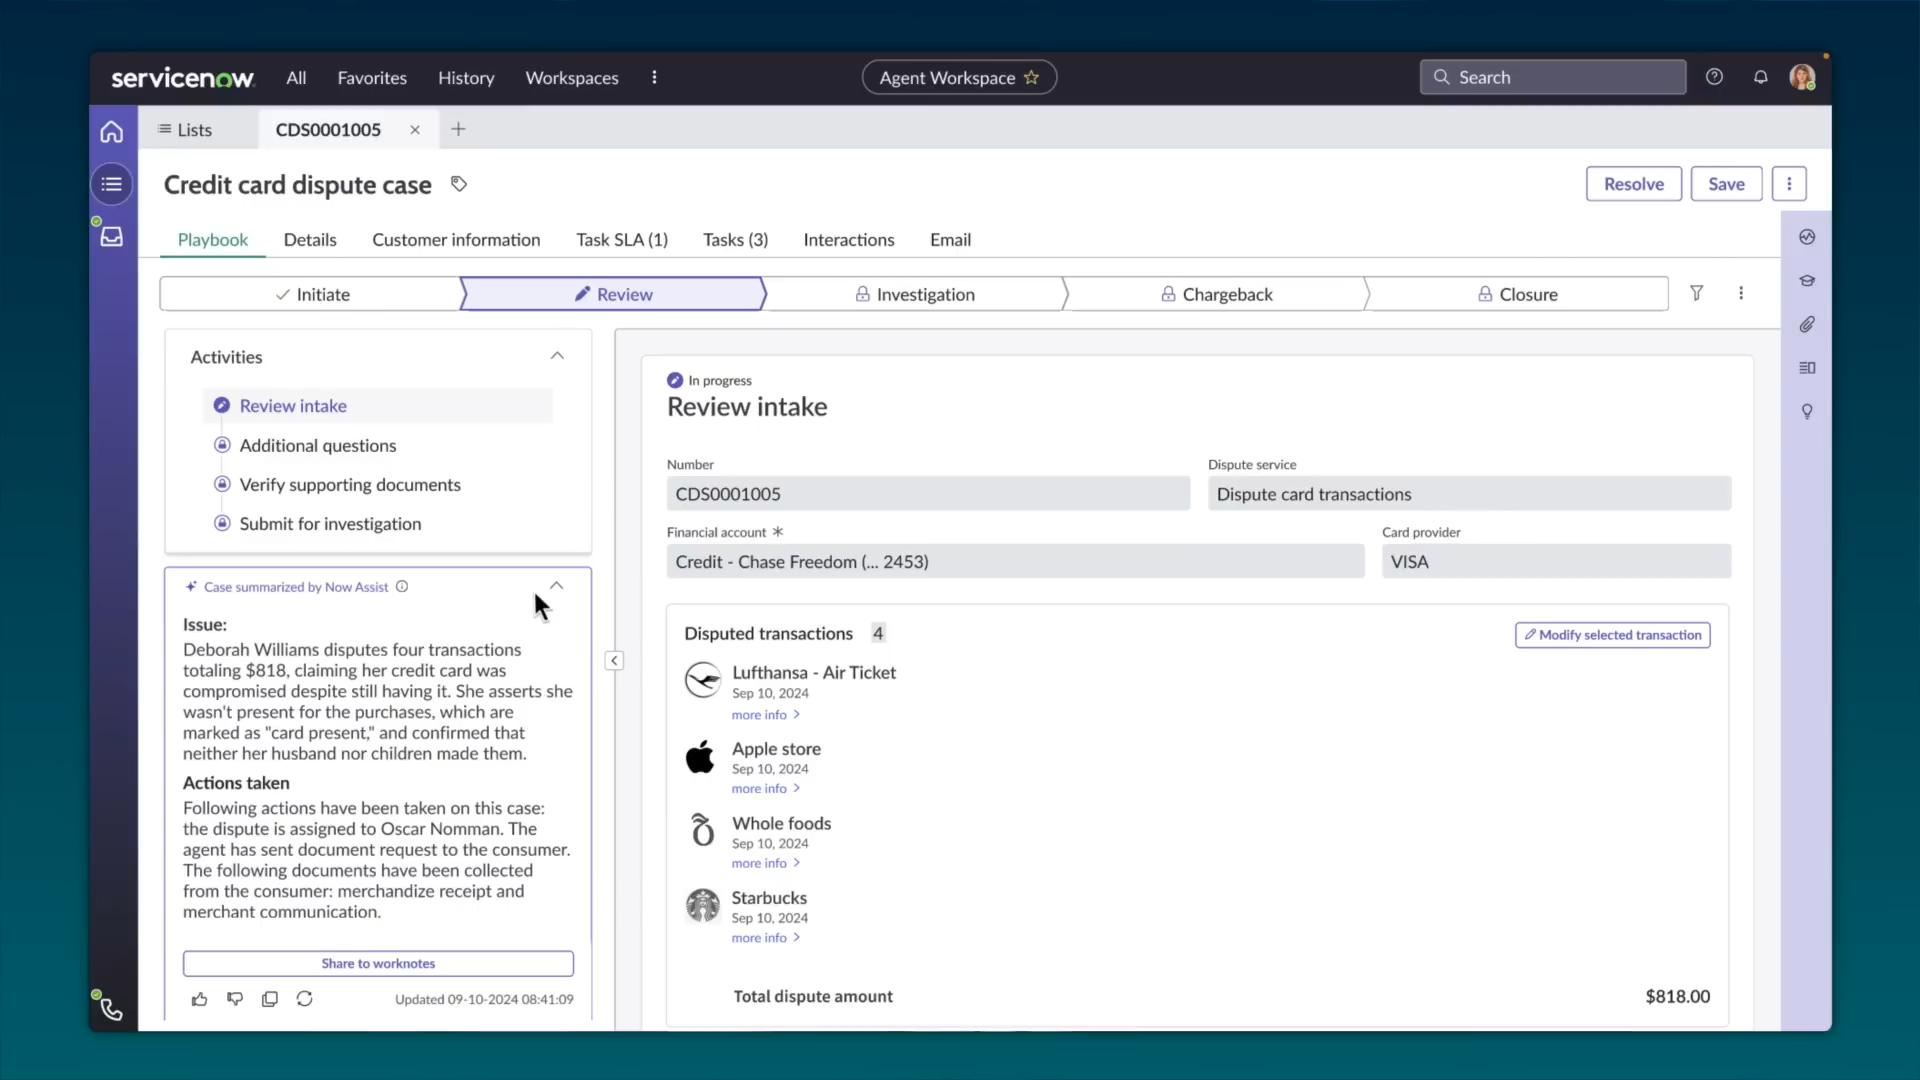 servicenow All Favorites History Workspaces Agent Workspace Search
Lists CDS0001005
Credit card dispute case Resolve Save
Playbook Details Customer information Task SLA (1) Tasks (3) Interactions Email
Initiate Review Investigation Chargeback Closure
Activities
Review intake
Additional questions
Verify supporting documents
Submit for investigation
Case summarized by Now Assist
Issue:
Deborah Williams disputes four transactions
totaling $818, claiming her credit card was
compromised despite still having it. She asserts she
wasn't present for the purchases, which are
marked as "card present," and confirmed that
neither her husband nor children made them.
Actions taken
Following actions have been taken on this case:
the dispute is assigned to Oscar Nomman. The
agent has sent document request to the consumer.
The following documents have been collected
from the consumer: merchandize receipt and
merchant communication.
Share to worknotes
Updated 09-10-2024 08:41:09
In progress
Review intake
Number Dispute service
CDS0001005 Dispute card transactions
Financial account * Card provider
Credit - Chase Freedom (... 2453) VISA
Disputed transactions 4 Modify selected transaction
Lufthansa - Air Ticket
Sep 10, 2024
more info >
Apple store
Sep 10, 2024
more info >
Whole foods
Sep 10, 2024
more info >
Starbucks
Sep 10, 2024
more info >
Total dispute amount $818.00